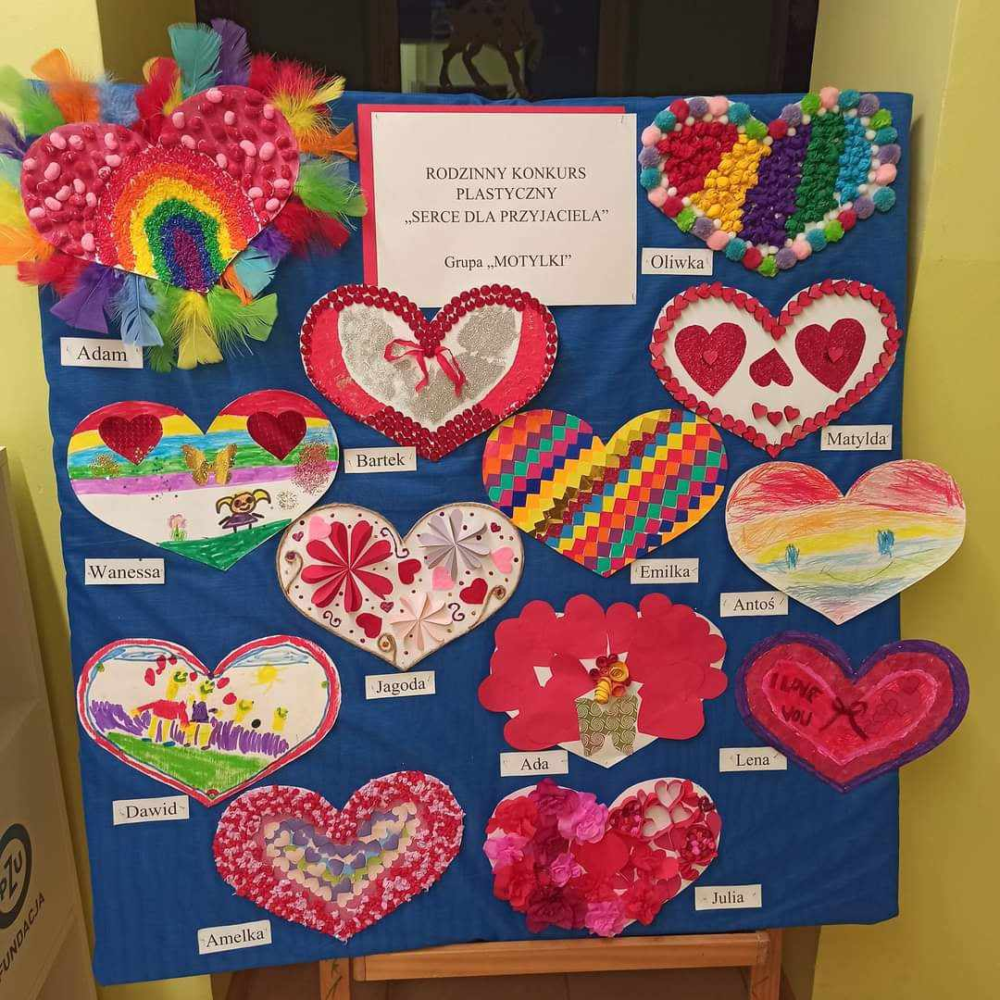 RODZINNY KONKURS
PLASTYCZNY
„SERCE DLA PRZYJACIELA”
Grupa „MOTYLKI”
Adam
Oliwka
Bartek
Matylda
Wanessa
Emilka
Antoś
Jagoda
I LOVE
YOU
Ada
Lena
Dawid
Julia
Amelka
PZU
FUNDACJA